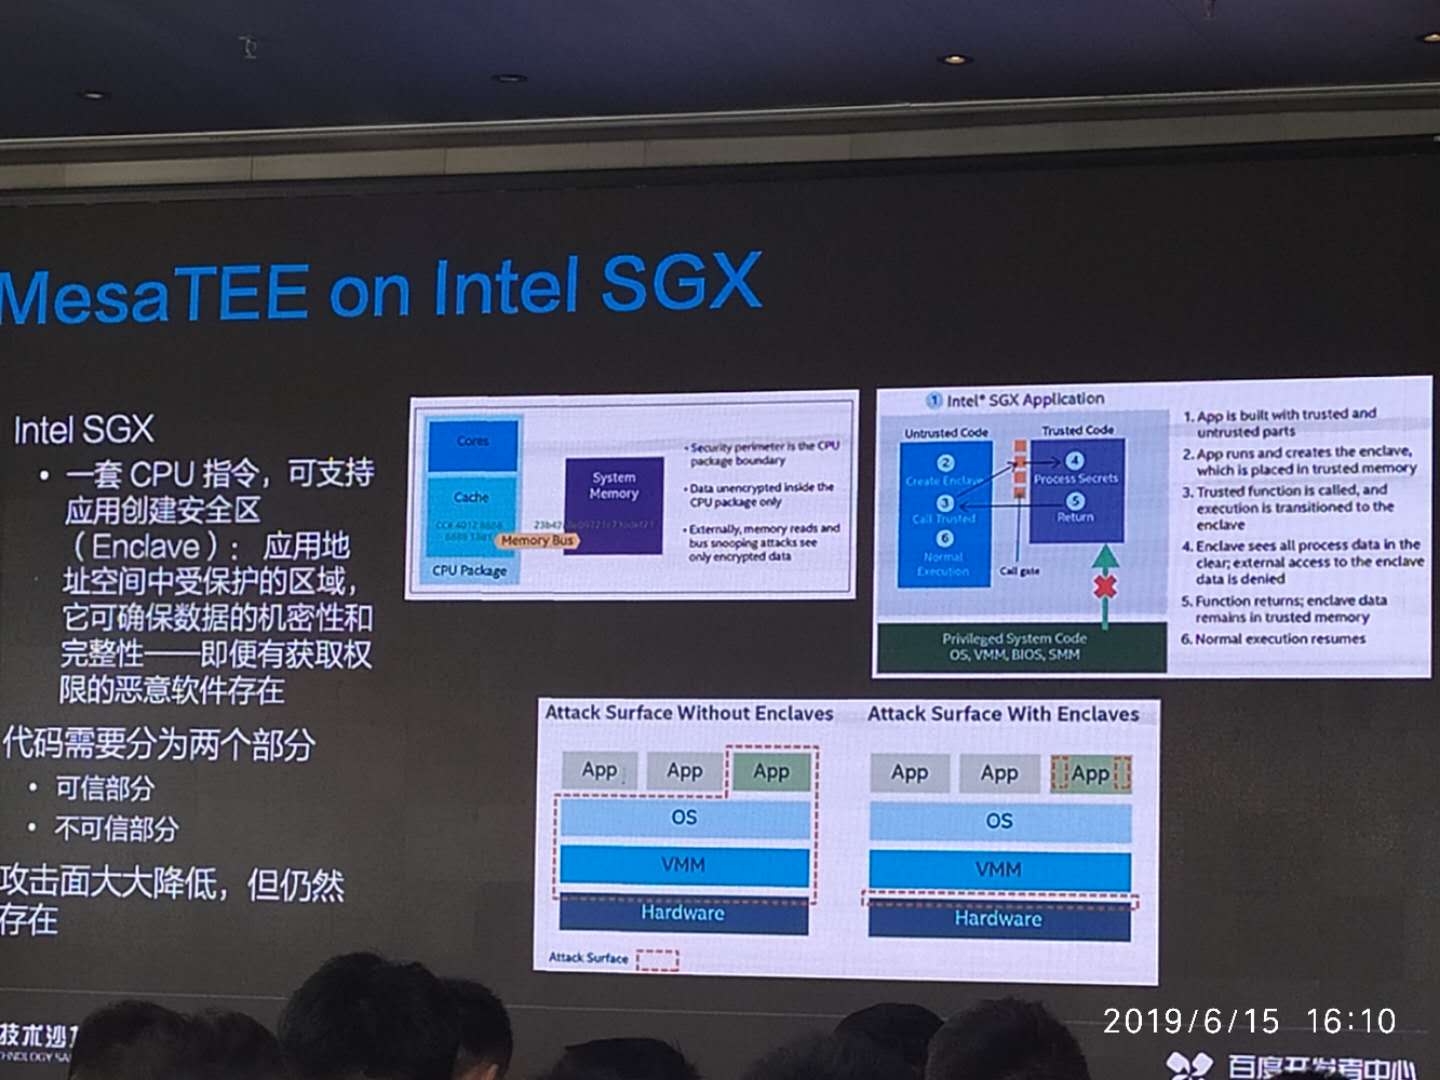 MesaTEE on Intel SGX
Intel SGX
• 一套 CPU 指令，可支持
应用创建安全区
（Enclave）： 应用地
址空间中受保护的区域，
它可确保数据的机密性和
完整性——即便有获取权
限的恶意软件存在
代码需要分为两个部分
• 可信部分
• 不可信部分
攻击面大大降低，但仍然
存在
Cores
Cache
Memory Bus
CPU Package
System
Memory
• Security perimeter is the CPU
package boundary
• Data unencrypted inside the
CPU package only
• Externally, memory reads and
bus snooping attacks see
only encrypted data
1 Intel® SGX Application
Untrusted Code
2
Create Enclave
3
Call Trusted
6
Normal
Execution
Call gate
Trusted Code
4
Process Secrets
5
Return
Privileged System Code
OS, VMM, BIOS, SMM
1. App is built with trusted and
untrusted parts
2. App runs and creates the enclave,
which is placed in trusted memory
3. Trusted function is called, and
execution is transitioned to the
enclave
4. Enclave sees all process data in the
clear; external access to the enclave
data is denied
5. Function returns; enclave data
remains in trusted memory
6. Normal execution resumes
Attack Surface Without Enclaves
App App App
OS
VMM
Hardware
Attack Surface
Attack Surface With Enclaves
App App App
OS
VMM
Hardware
技术沙
2019/6/15 16:10
百度开发者中心